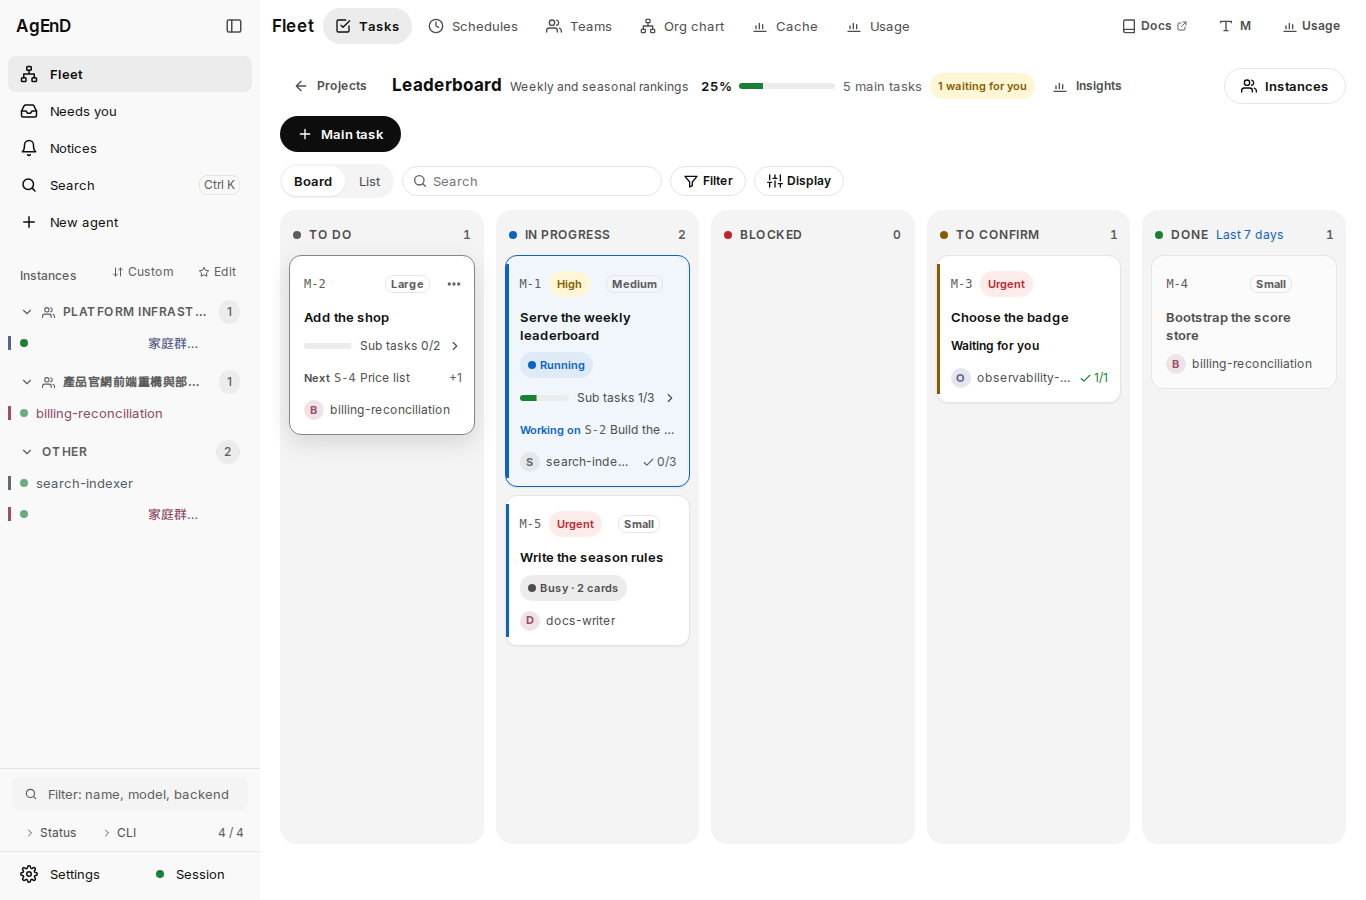 AgEnD
Fleet
Needs you
Notices
Search Ctrl K
New agent
Instances Custom Edit
PLATFORM INFRAST... 1
家庭群...
產品官網前端重構與部... 1
billing-reconciliation
OTHER 2
search-indexer
家庭群...
Filter: name, model, backend
Status CLI 4 / 4
Settings Session
Fleet Tasks Schedules Teams Org chart Cache Usage Docs M Usage
Projects Leaderboard Weekly and seasonal rankings 25% 5 main tasks 1 waiting for you Insights Instances
Main task
Board List Search Filter Display
TO DO 1
M-2 Large
Add the shop
Sub tasks 0/2
Next S-4 Price list +1
B billing-reconciliation
IN PROGRESS 2
M-1 High Medium
Serve the weekly
leaderboard
Running
Sub tasks 1/3
Working on S-2 Build the ...
S search-inde... 0/3
M-5 Urgent Small
Write the season rules
Busy · 2 cards
D docs-writer
BLOCKED 0
TO CONFIRM 1
M-3 Urgent
Choose the badge
Waiting for you
O observability-... 1/1
DONE Last 7 days 1
M-4 Small
Bootstrap the score
store
B billing-reconciliation